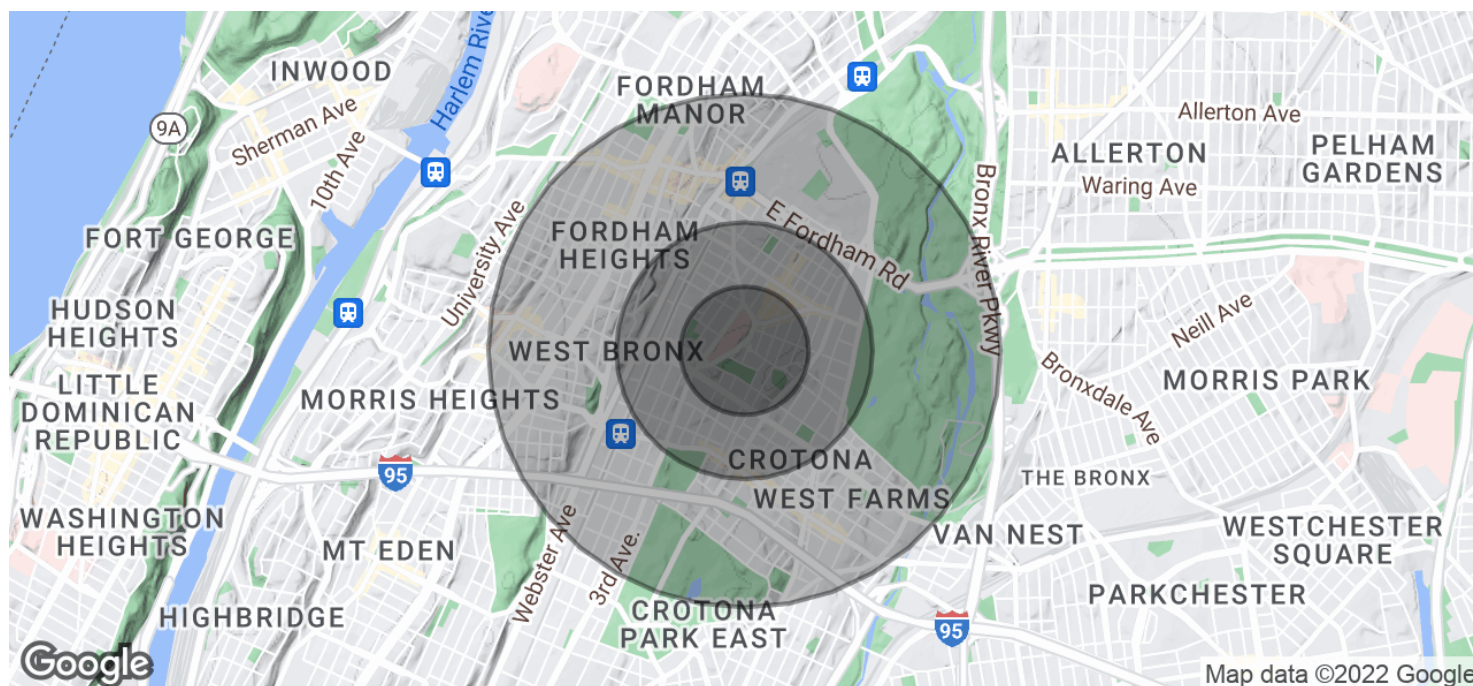 INWOOD
Harlem River
FORDHAM
MANOR
9A
Sherman Ave
10th Ave
Allerton Ave
ALLERTON
PELHAM
GARDENS
Waring Ave
Bronx River Pkwy
E Fordham Rd
University Ave
FORDHAM
HEIGHTS
FORT GEORGE
HUDSON
HEIGHTS
WEST BRONX
Neill Ave
Bronxdale Ave
MORRIS PARK
LITTLE
DOMINICAN
REPUBLIC
MORRIS HEIGHTS
CROTONA
95
THE BRONX
WEST FARMS
WASHINGTON
HEIGHTS
MT EDEN
Webster Ave
3rd Ave.
VAN NEST
WESTCHESTER
SQUARE
PARKCHESTER
HIGHBRIDGE
CROTONA
PARK EAST
95
Google
Map data ©2022 Google